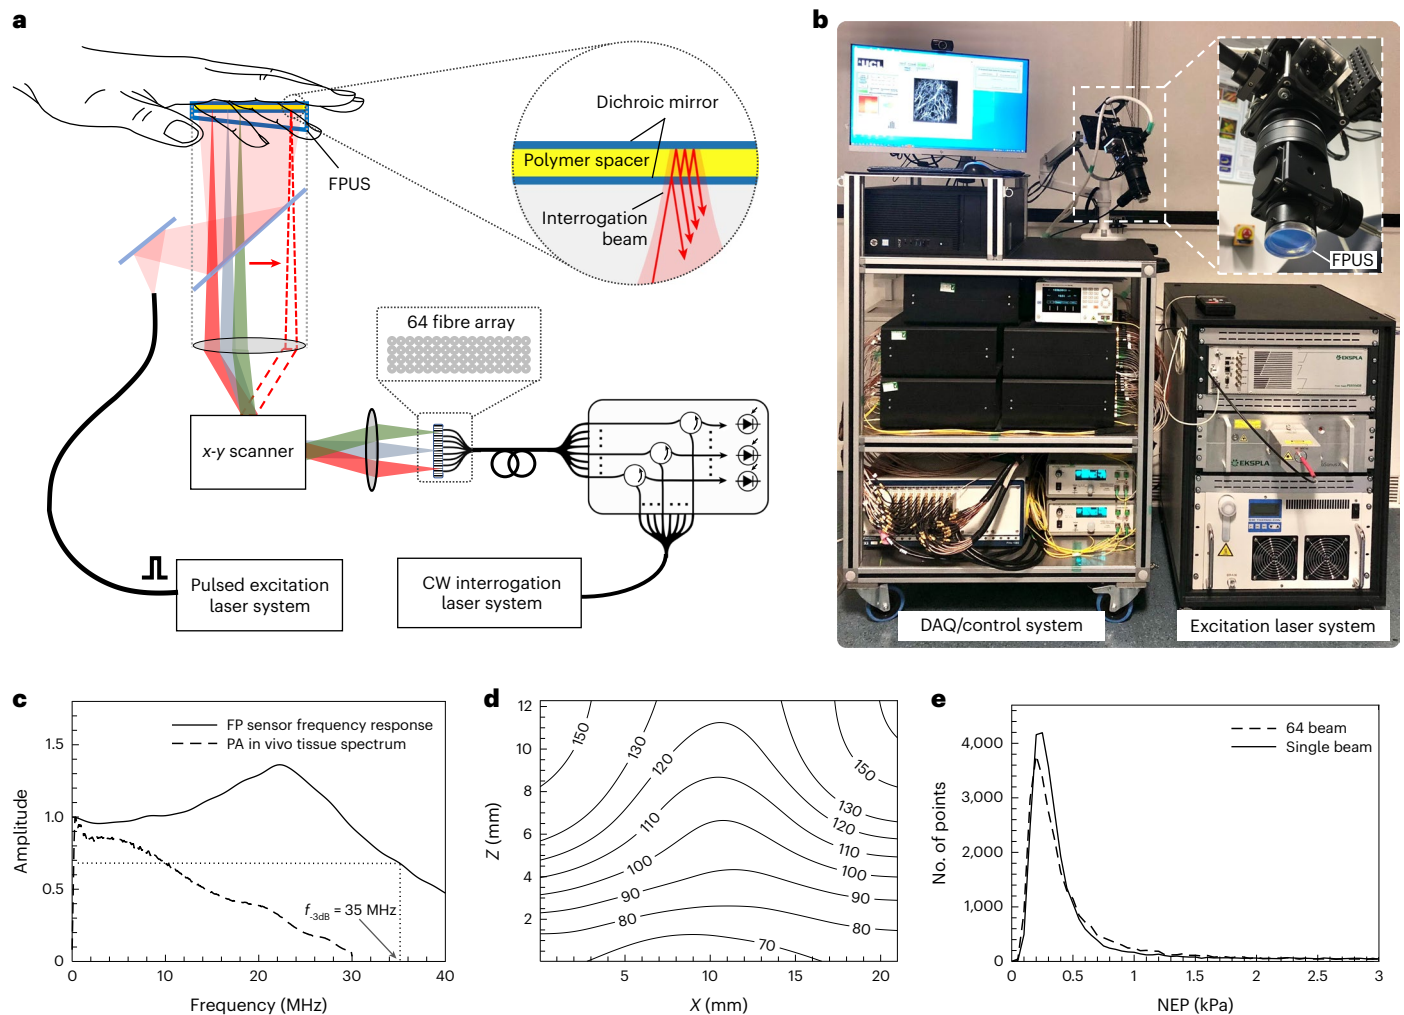 a
FPUS
Dichroic mirror
Polymer spacer
Interrogation
beam
64 fibre array
x-y scanner
Pulsed excitation
laser system
CW interrogation
laser system
b
UCL
FPUS
EKSPLA
EKSPLA
DAQ/control system
Excitation laser system
c
FP sensor frequency response
PA in vivo tissue spectrum
1.5
1.0
0.5
0
Amplitude
f-3dB = 35 MHz
0
10
20
30
40
Frequency (MHz)
d
12
10
8
6
4
2
Z (mm)
150
130
120
110
100
90
80
70
150
130
120
110
100
90
80
5
10
15
20
X (mm)
e
64 beam
Single beam
4,000
3,000
2,000
1,000
0
No. of points
0
0.5
1
1.5
2
2.5
3
NEP (kPa)